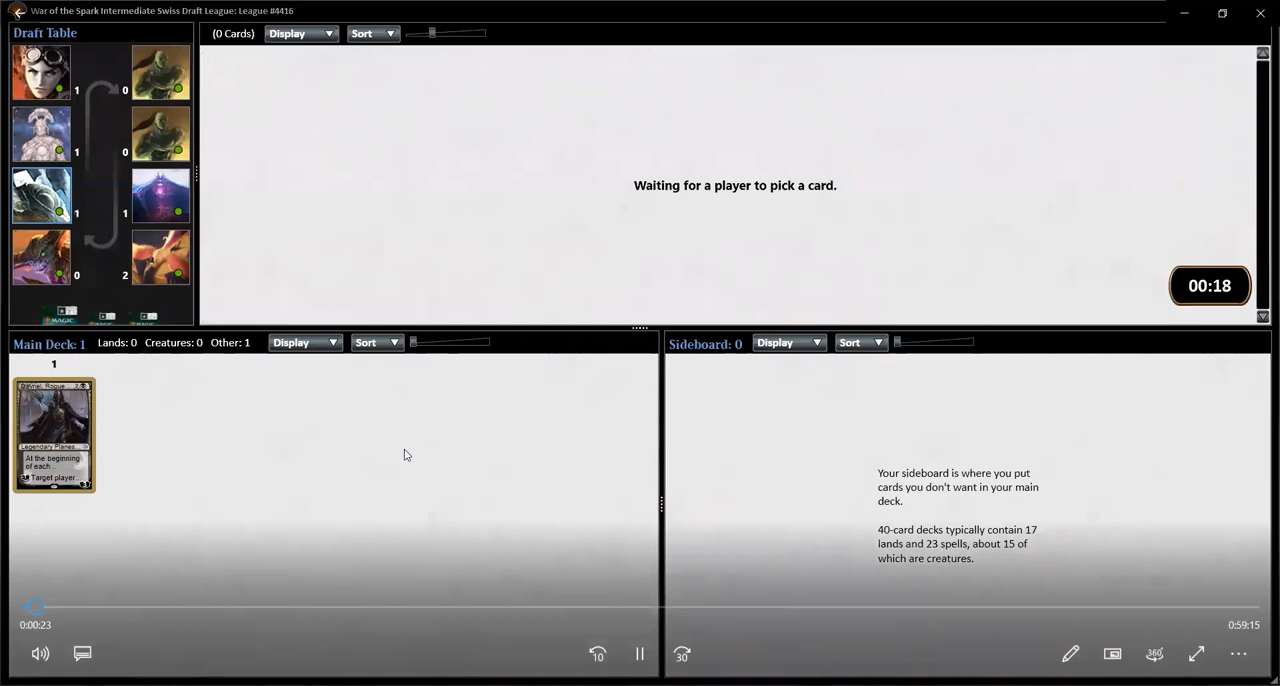 War of the Spark Intermediate Swiss Draft League: League #4416
Draft Table
(0 Cards) Display Sort
1 0
1 0
1 1
0 2
MAGIC
Waiting for a player to pick a card.
00:18
Main Deck: 1 Lands: 0 Creatures: 0 Other: 1 Display Sort
1
Davriel, Rogue... 2
Legendary Planes...
At the beginning
of each...
Target player...
3
Sideboard: 0 Display Sort
Your sideboard is where you put
cards you don't want in your main
deck.
40-card decks typically contain 17
lands and 23 spells, about 15 of
which are creatures.
0:00:23
0:59:15
10
30
360